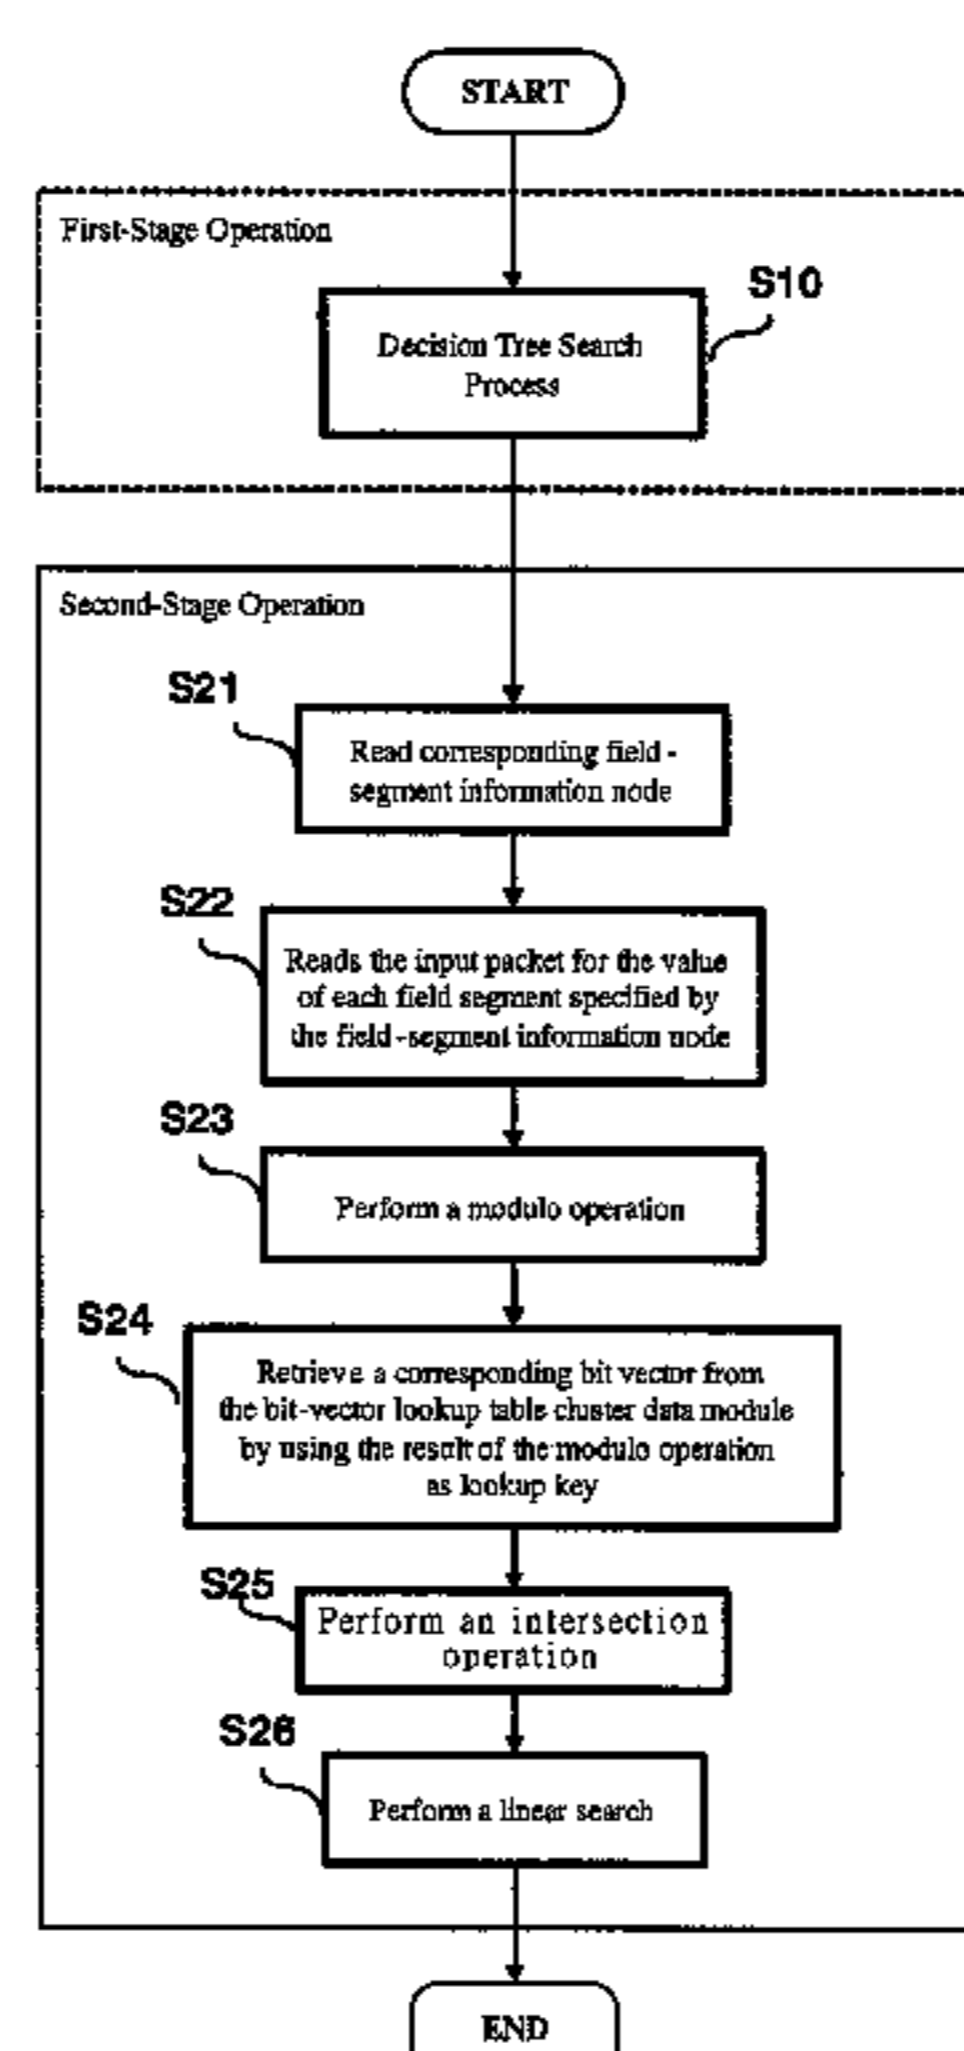 START
First-Stage Operation
S10
Decision Tree Search
Process
Second-Stage Operation
S21
Read corresponding field -
segment information node
S22
Reads the input packet for the value
of each field segment specified by
the field -segment information node
S23
Perform a modulo operation
S24
Retrieve a corresponding bit vector from
the bit-vector lookup table cluster data module
by using the result of the modulo operation
as lookup key
S25
Perform an intersection
operation
S26
Perform a linear search
END